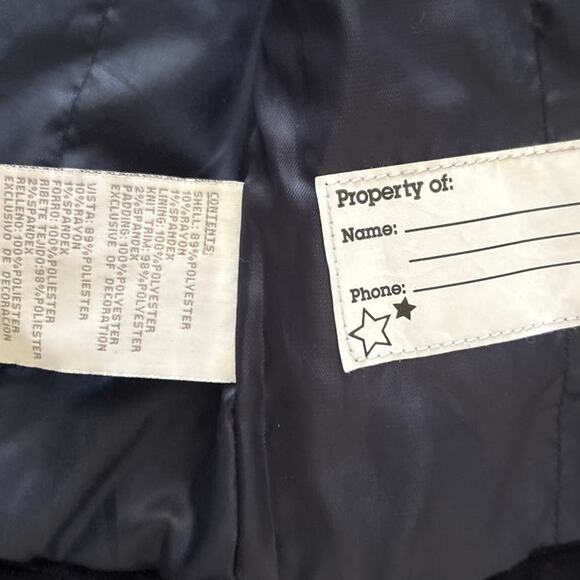 CONTENTS:
SHELL: 89%POLYESTER
10%RAYON
1%SPANDEX
LINING: 100%POLYESTER
KNIT TRIM: 98%POLYESTER
2%SPANDEX
PADDING: 100%POLYESTER
EXCLUSIVE OF DECORATION
VISTA: 89%POLIESTER
10%RAYON
1%SPANDEX
FORRO: 100%POLIESTER
RIBETE TEJIDO: 98%POLIESTER
2%SPANDEX
RELLENO: 100%POLIESTER
EXCLUSIVO DE DECORACION
Property of:
Name:
Phone: